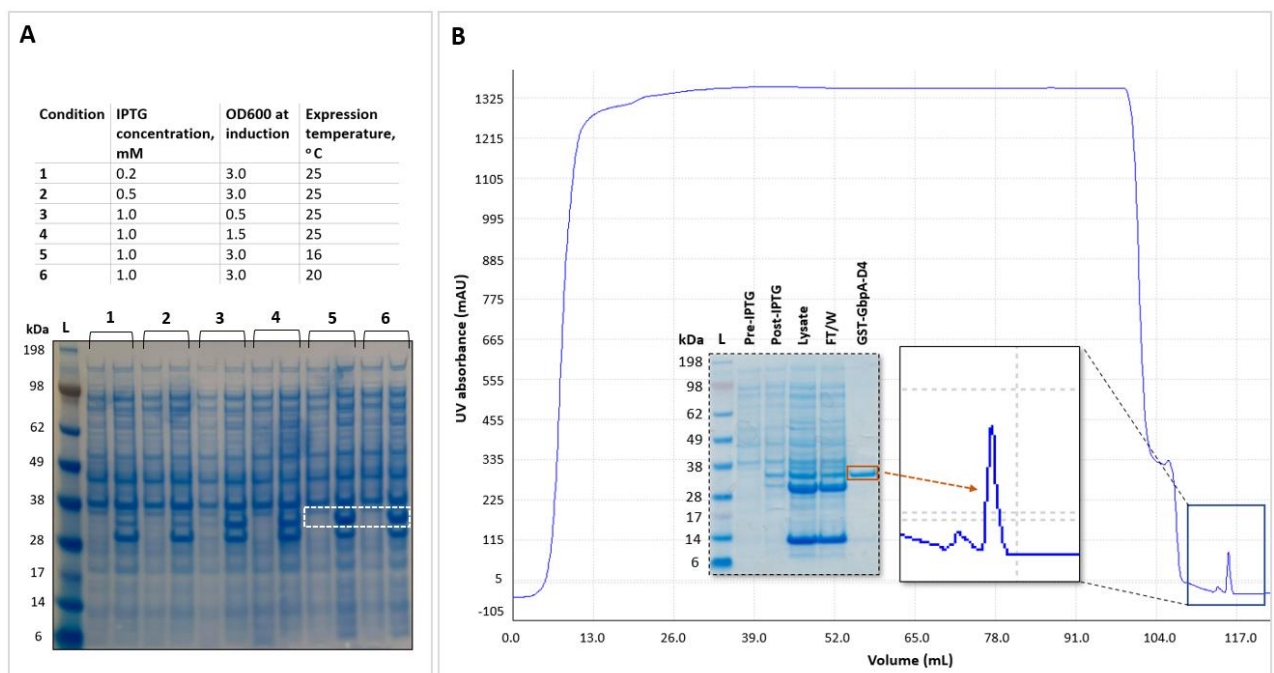 A
Condition IPTG concentration, mM OD600 at induction Expression temperature, ° C
1 0.2 3.0 25
2 0.5 3.0 25
3 1.0 0.5 25
4 1.0 1.5 25
5 1.0 3.0 16
6 1.0 3.0 20
kDa L 1 2 3 4 5 6
198
98
62
49
38
28
17
14
6
B
UV absorbance (mAU)
1325
1215
1105
995
885
775
665
555
455
335
225
115
5
-105
kDa L Pre-IPTG Post-IPTG Lysate FT/W GST-GbpA-D4
198
98
62
49
38
28
17
14
6
0.0 13.0 26.0 39.0 52.0 65.0 78.0 91.0 104.0 117.0
Volume (mL)